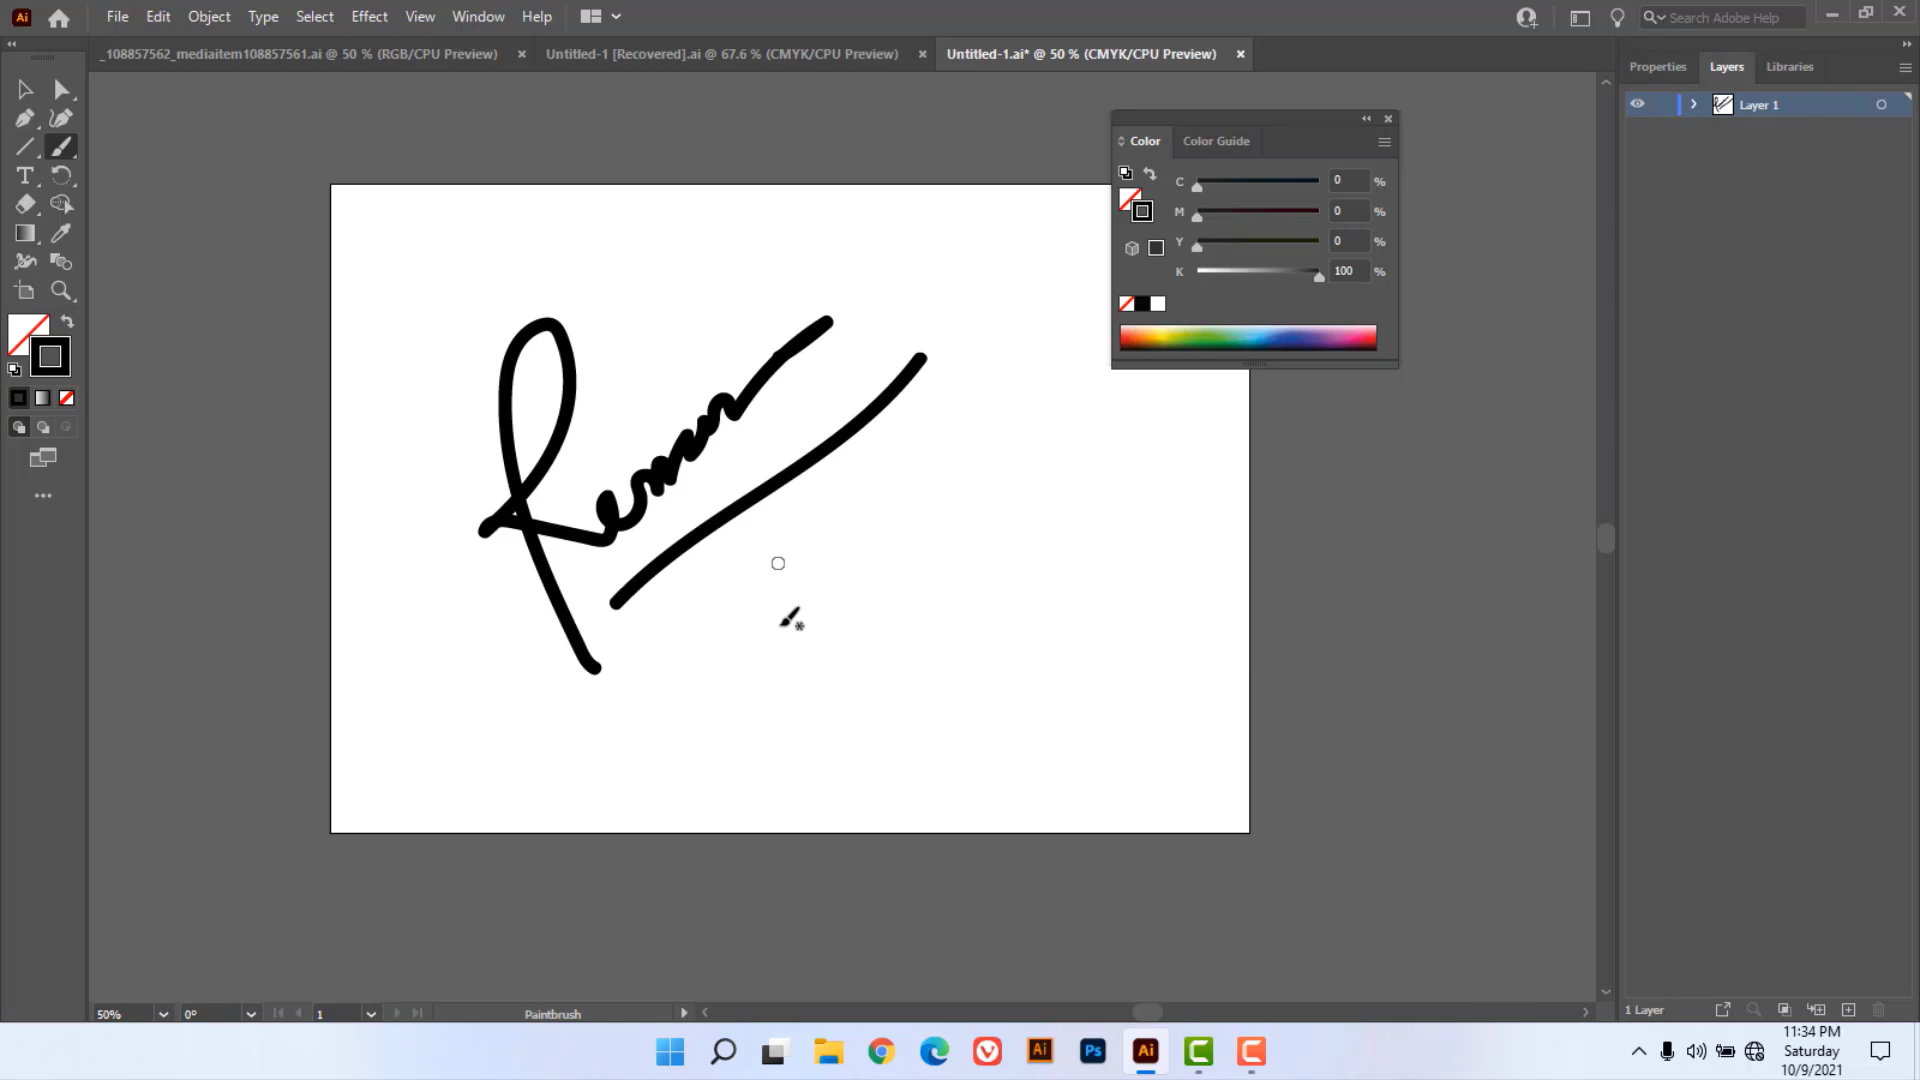 Ai File Edit Object Type Select Effect View Window Help Search Adobe Help
_108857562_mediaitem108857561.ai @ 50 % (RGB/CPU Preview) Untitled-1 [Recovered].ai @ 67.6 % (CMYK/CPU Preview) Untitled-1.ai* @ 50 % (CMYK/CPU Preview)
Properties Layers Libraries
Layer 1
Color Color Guide
C 0 %
M 0 %
Y 0 %
K 100 %
50% 0° 1 Paintbrush
1 Layer
Ai Ps Ai
11:34 PM
Saturday
10/9/2021